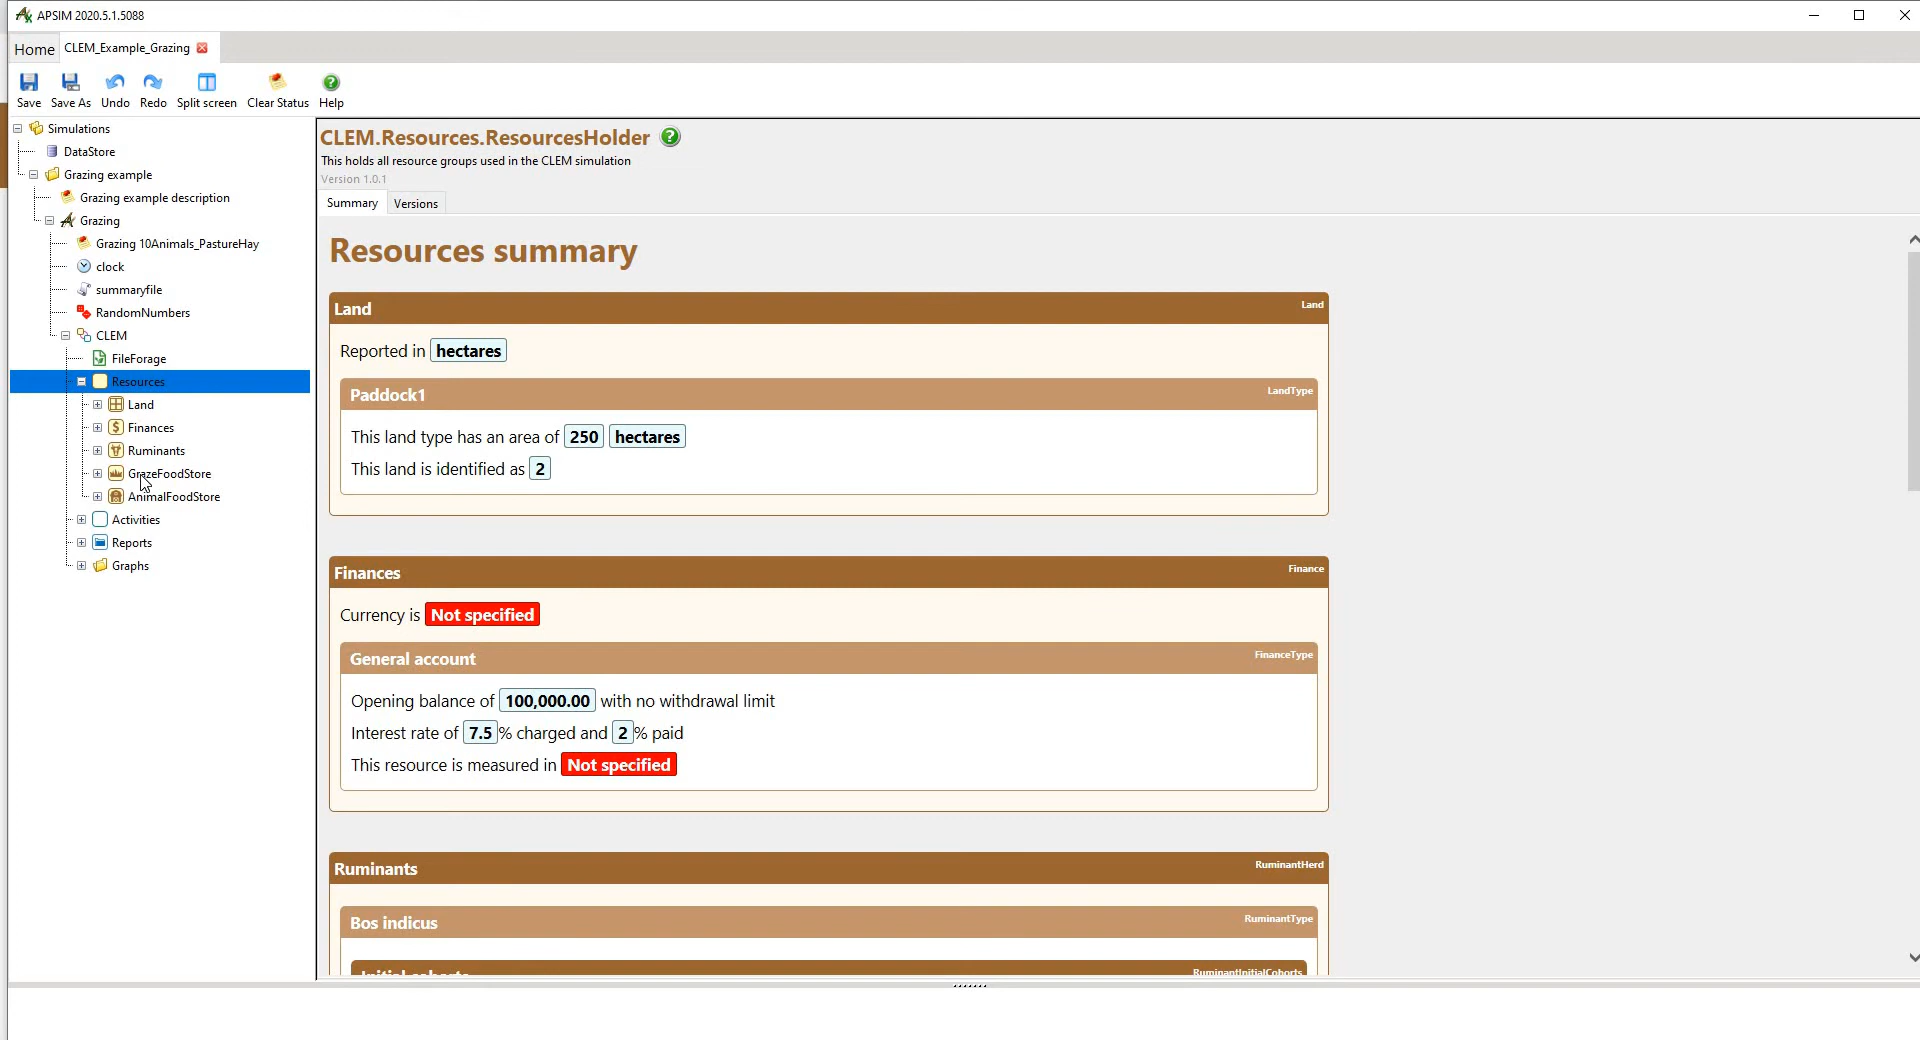 APSIM 2020.5.1.5088
Home CLEM_Example_Grazing
Save Save As Undo Redo Split screen Clear Status Help
Simulations
DataStore
Grazing example
Grazing example description
Grazing
Grazing 10Animals_PastureHay
clock
summaryfile
RandomNumbers
CLEM
FileForage
Resources
Land
Finances
Ruminants
GrazeFoodStore
AnimalFoodStore
Activities
Reports
Graphs
CLEM.Resources.ResourcesHolder ?
This holds all resource groups used in the CLEM simulation
Version 1.0.1
Summary Versions
Resources summary
Land Land
Reported in hectares
Paddock1 LandType
This land type has an area of 250 hectares
This land is identified as 2
Finances Finance
Currency is Not specified
General account FinanceType
Opening balance of 100,000.00 with no withdrawal limit
Interest rate of 7.5 % charged and 2 % paid
This resource is measured in Not specified
Ruminants RuminantHerd
Bos indicus RuminantType
Initial cohorts RuminantInitialCohorts